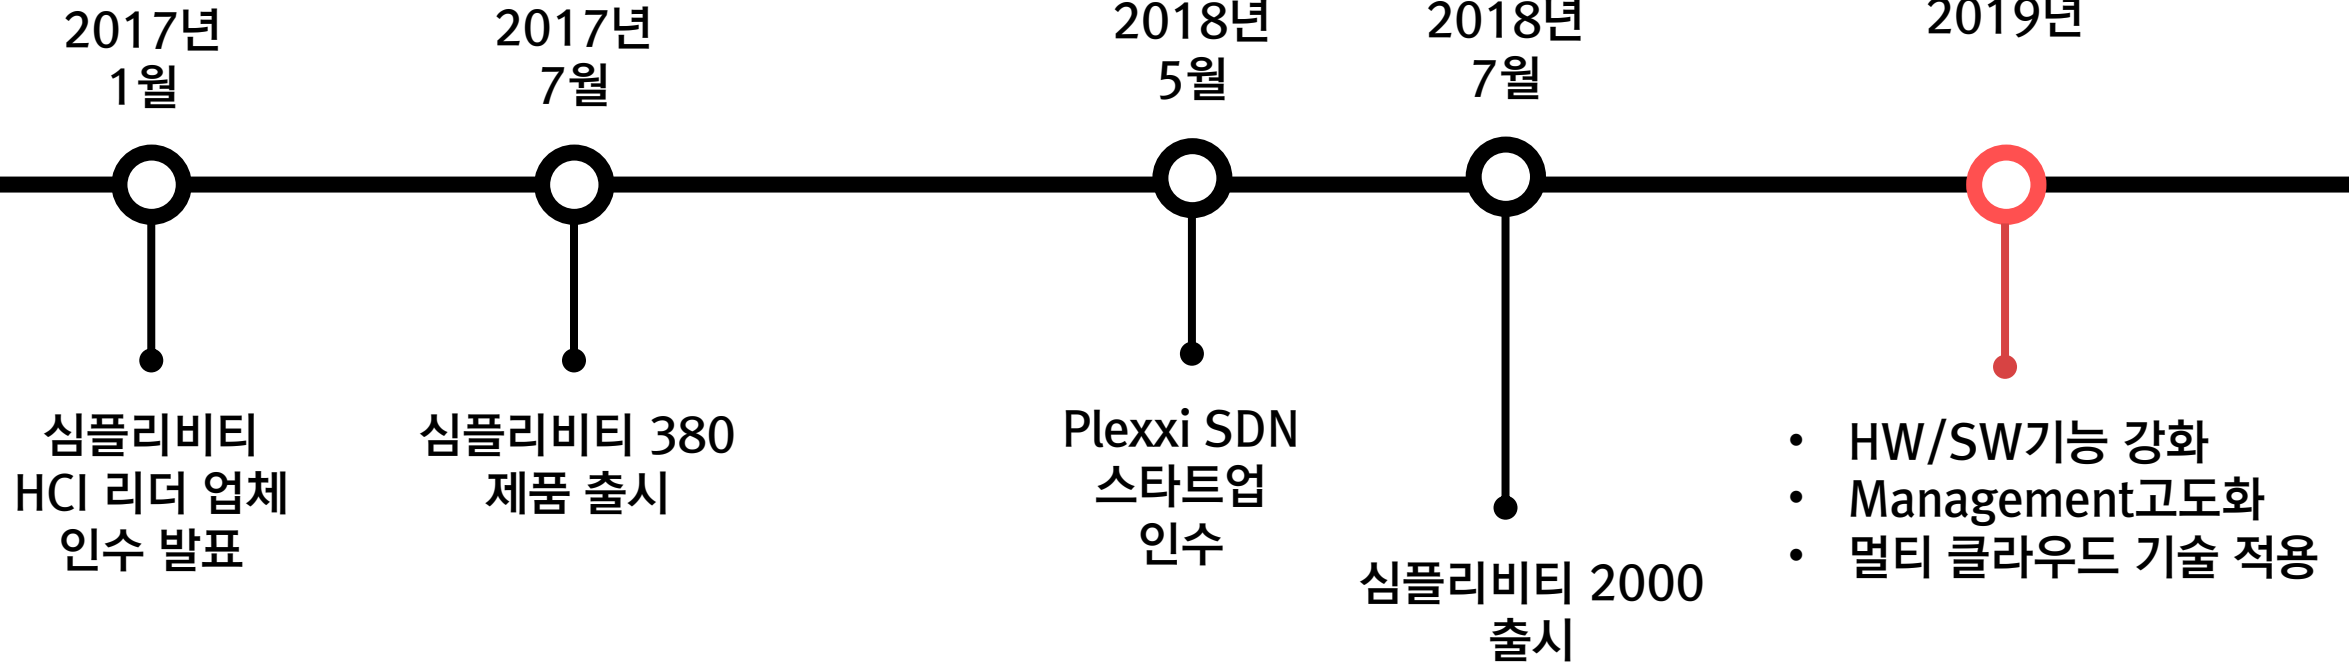 2017년
1월
2017년
7월
2018년
5월
2018년
7월
2019년
심플리비티
HCI 리더 업체
인수 발표
심플리비티 380
제품 출시
Plexxi SDN
스타트업
인수
심플리비티 2000
출시
• HW/SW기능 강화
• Management고도화
• 멀티 클라우드 기술 적용